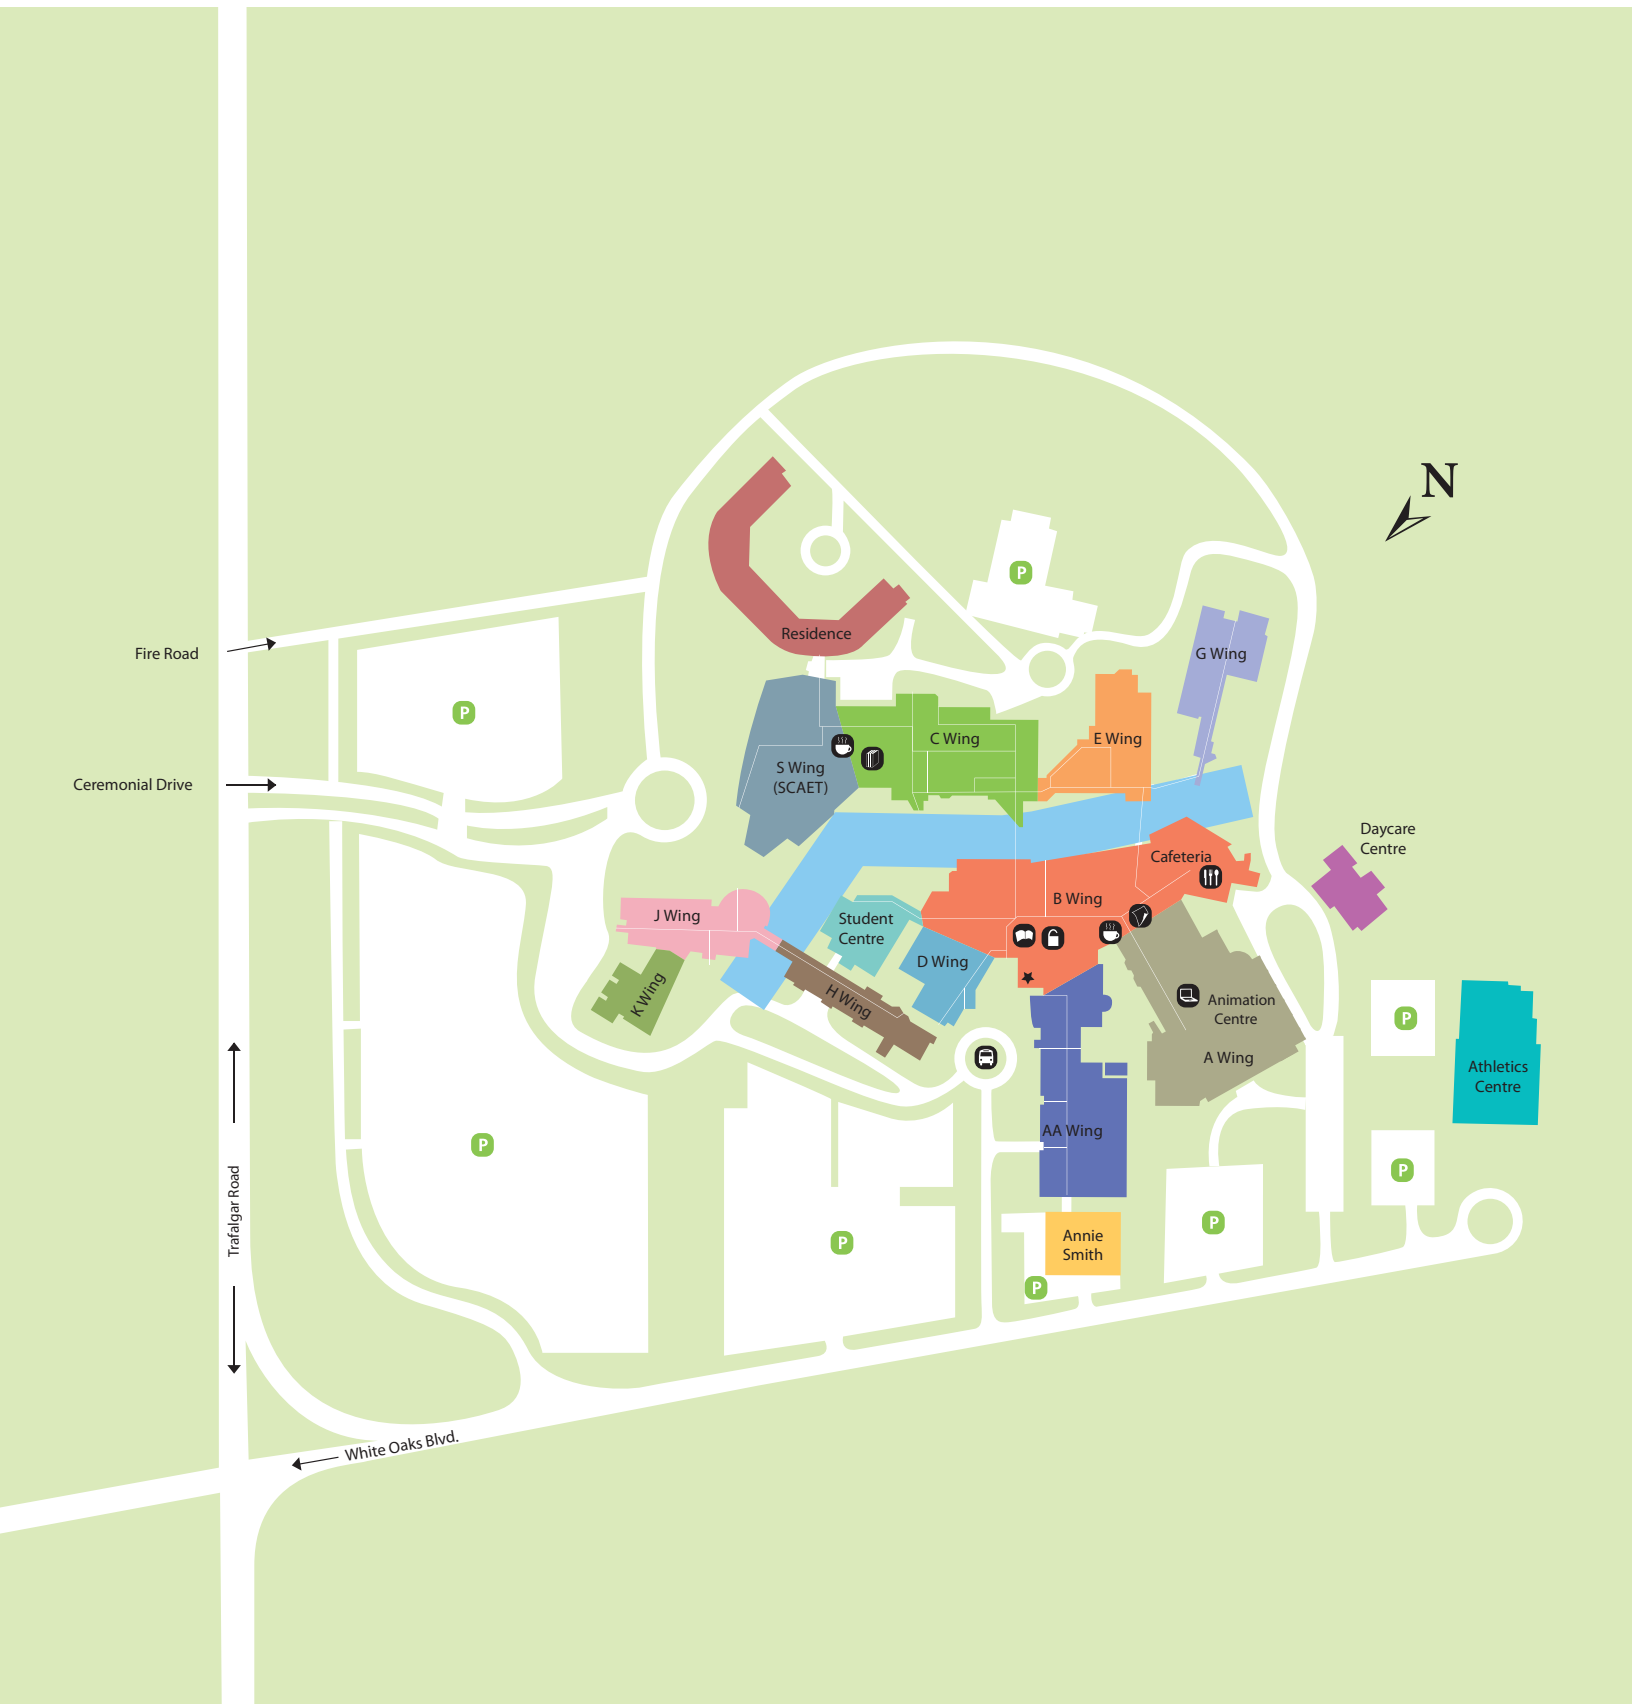 N
P
Residence
Fire Road
G Wing
P
C Wing
E Wing
S Wing
(SCAET)
Ceremonial Drive
Daycare
Centre
Cafeteria
B Wing
J Wing
Student
Centre
D Wing
K Wing
H Wing
Animation
Centre
P
A Wing
Athletics
Centre
AA Wing
P
P
Trafalgar Road
P
P
Annie
Smith
P
White Oaks Blvd.